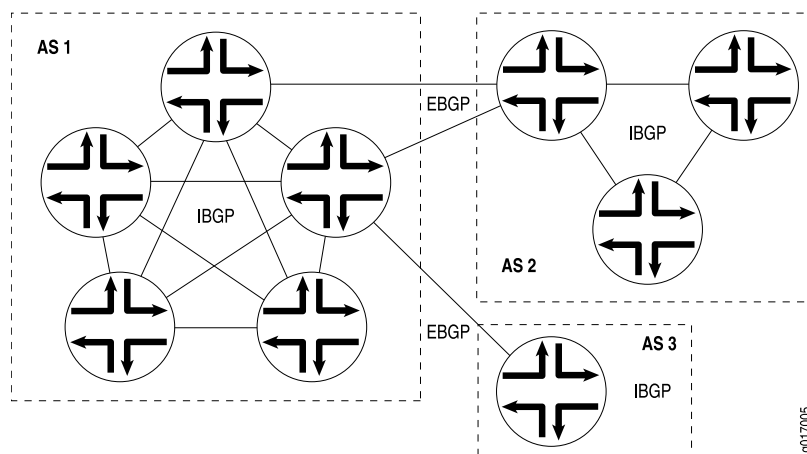 AS 1
EBGP
IBGP
IBGP
AS 2
EBGP
AS 3
IBGP
g017005